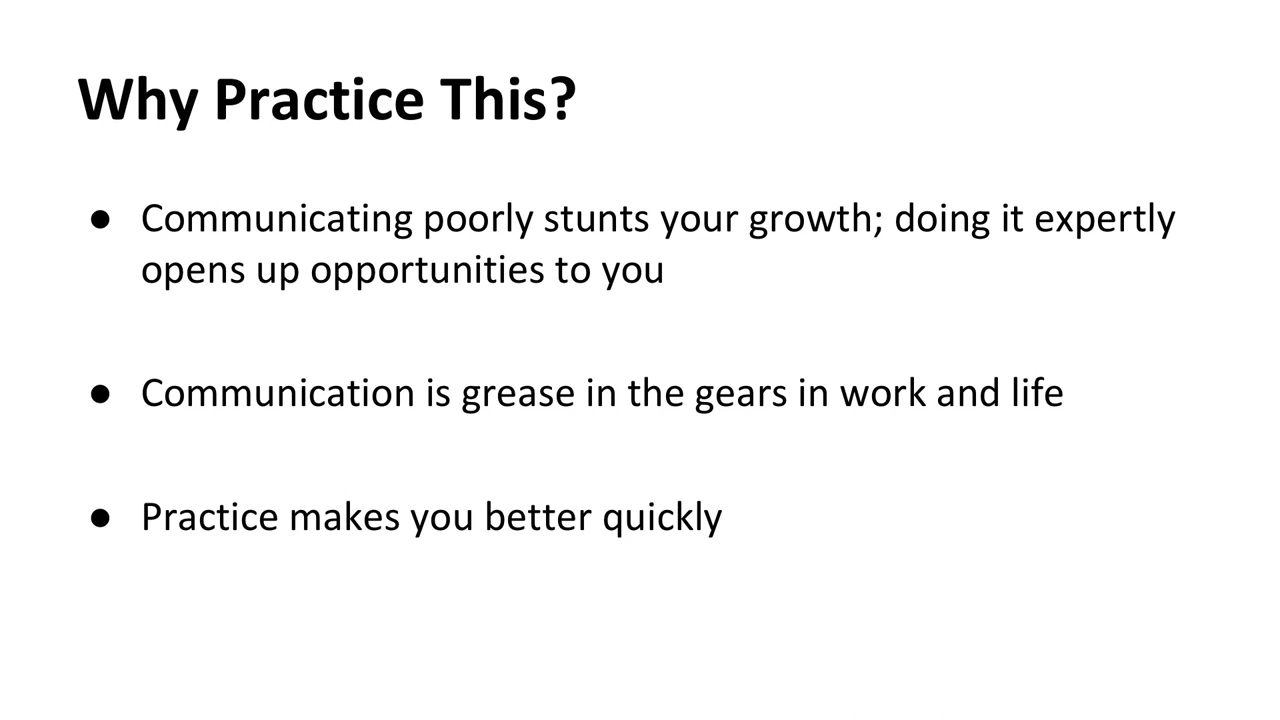 Why Practice This?
● Communicating poorly stunts your growth; doing it expertly
opens up opportunities to you
● Communication is grease in the gears in work and life
● Practice makes you better quickly